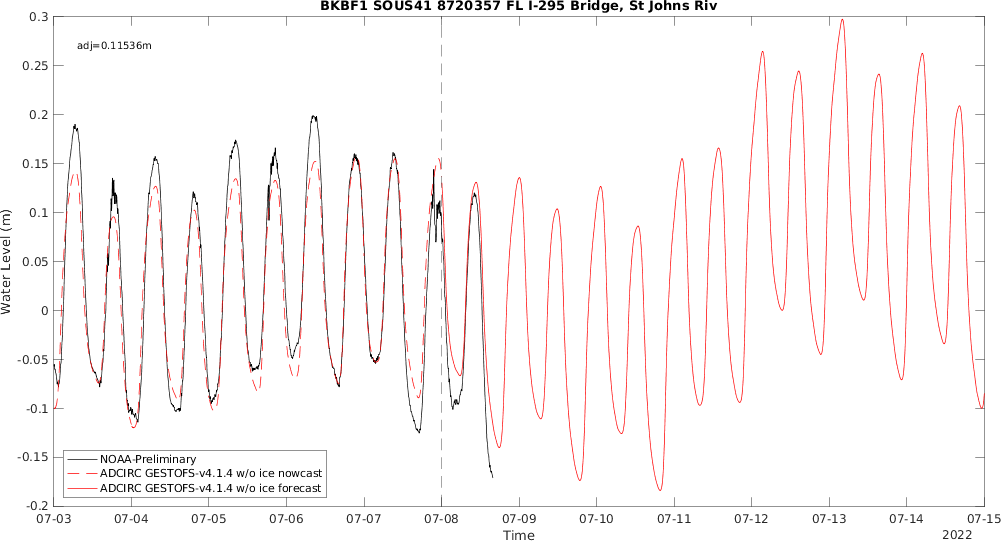 BKBF1 SOUS41 8720357 FL I-295 Bridge, St Johns Riv
adj=0.11536m
0.3
0.25
0.2
0.15
0.1
0.05
0
-0.05
-0.1
-0.15
-0.2
Water Level (m)
NOAA-Preliminary
ADCIRC GESTOFS-v4.1.4 w/o ice nowcast
ADCIRC GESTOFS-v4.1.4 w/o ice forecast
07-03 07-04 07-05 07-06 07-07 07-08 07-09 07-10 07-11 07-12 07-13 07-14 07-15
Time 2022